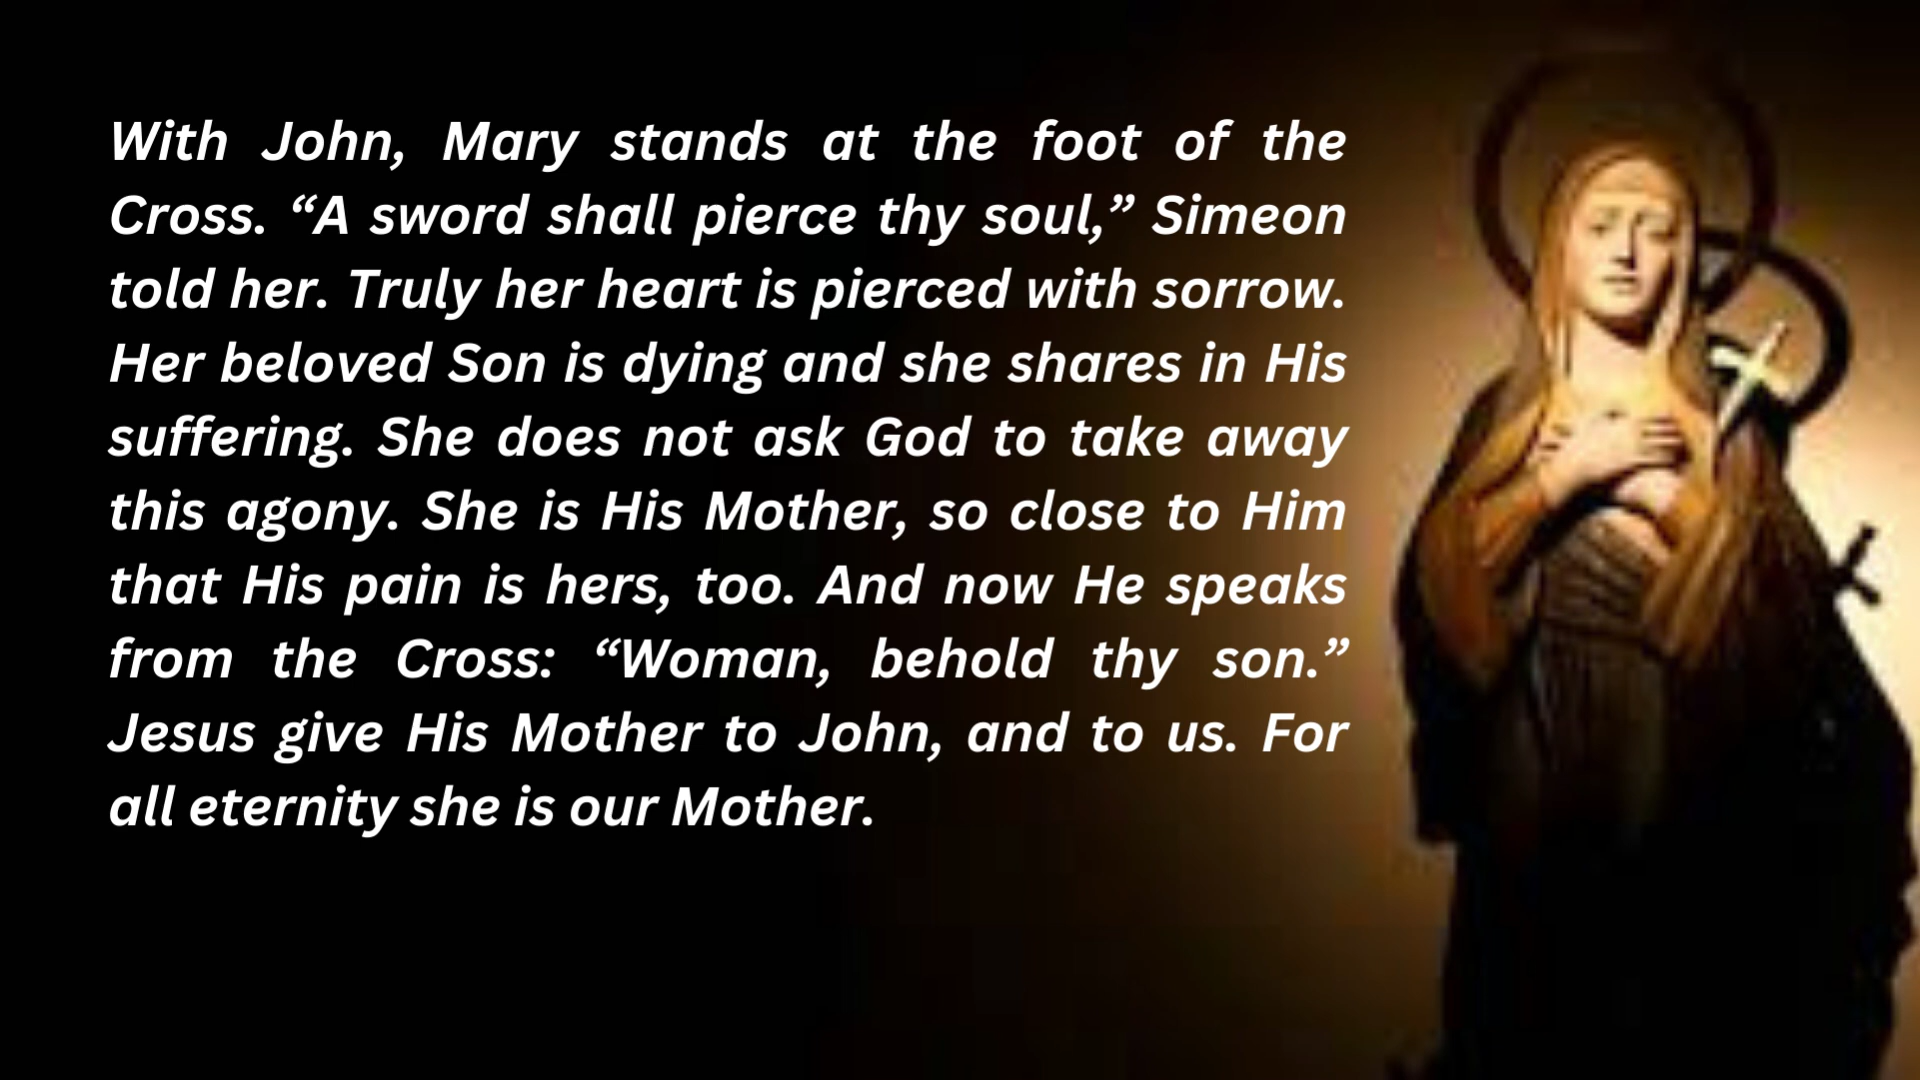 With John, Mary stands at the foot of the
Cross. “A sword shall pierce thy soul,” Simeon
told her. Truly her heart is pierced with sorrow.
Her beloved Son is dying and she shares in His
suffering. She does not ask God to take away
this agony. She is His Mother, so close to Him
that His pain is hers, too. And now He speaks
from the Cross: “Woman, behold thy son.”
Jesus give His Mother to John, and to us. For
all eternity she is our Mother.